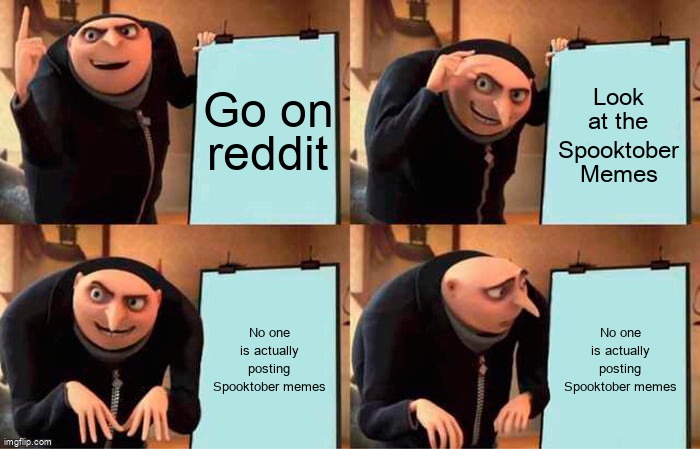 Go on
reddit
Look
at the
Spooktober
Memes
No one
is actually
posting
Spooktober memes
No one
is actually
posting
Spooktober memes
imgflip.com